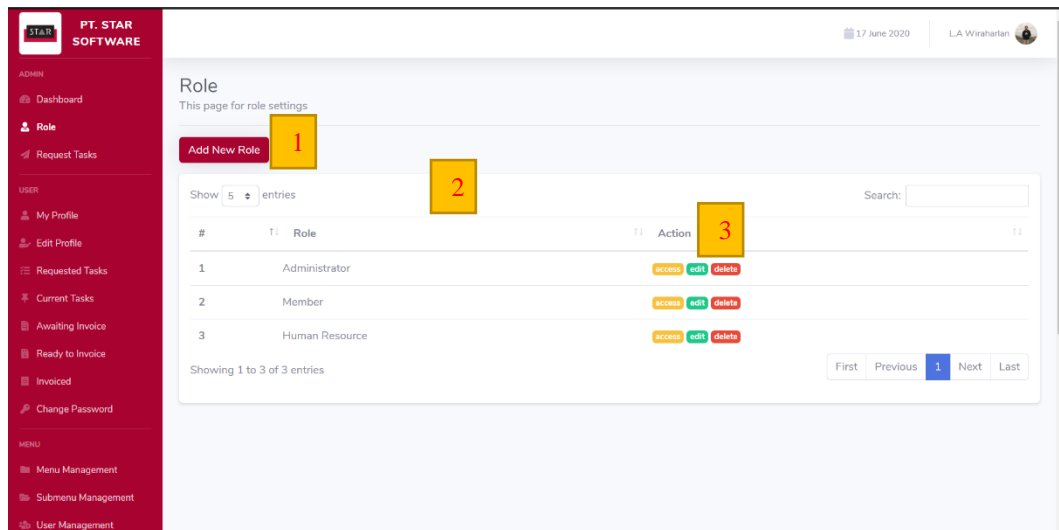 STAR
PT. STAR
SOFTWARE
17 June 2020
I.,A Wiraharlan
ADMIN
Dashboard
Role
Request Tasks
USER
My Profile
Edit Profile
Requested Tasks
Current Tasks
Awaiting Invoice
Ready to Invoice
Invoiced
Change Password
MENU
Menu Management
Submenu Management
User Management
Role
This page for role settings
Add New Role
1
Show 5 entries
2
Search:
# Role Action
3
1 Administrator access edit delete
2 Member access edit delete
3 Human Resource access edit delete
Showing 1 to 3 of 3 entries
First Previous 1 Next Last